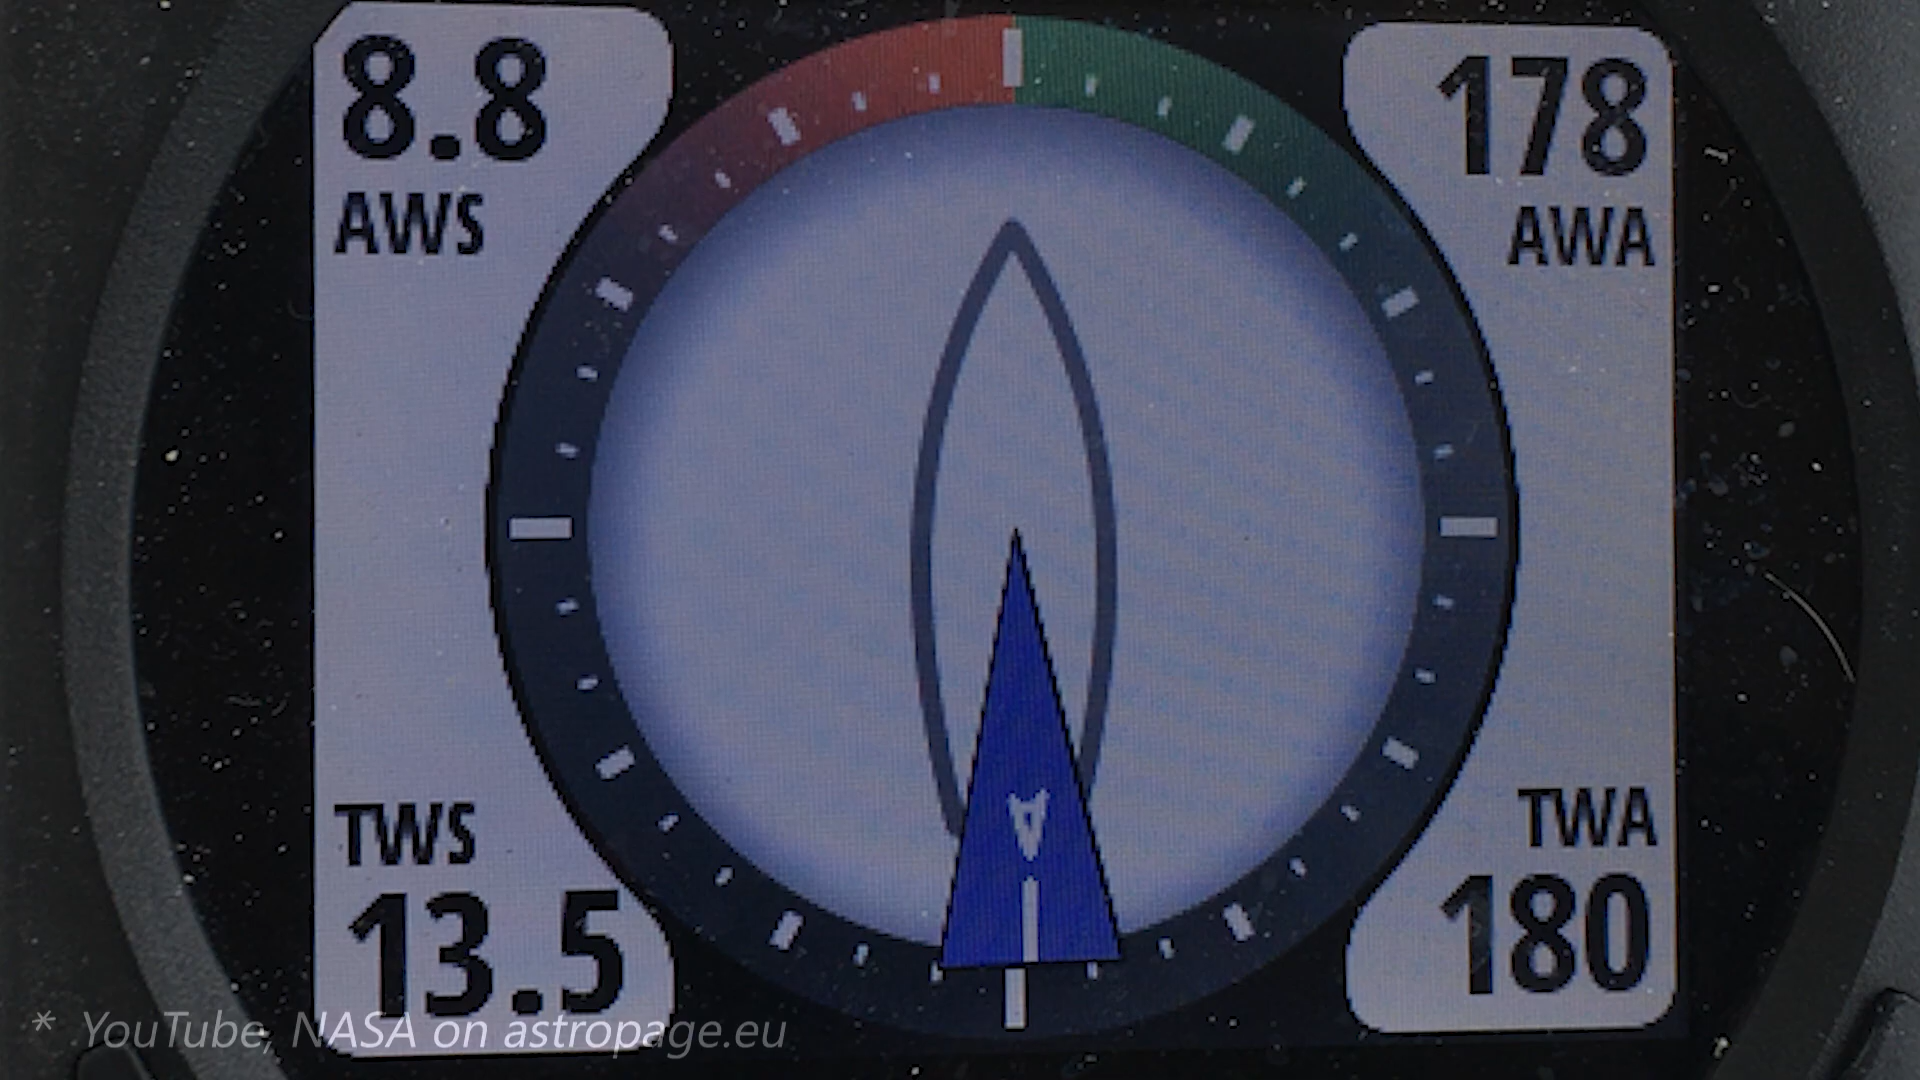 8.8
AWS
178
AWA
A
TWS
13.5
TWA
180
* YouTube, NASA on astropage.eu